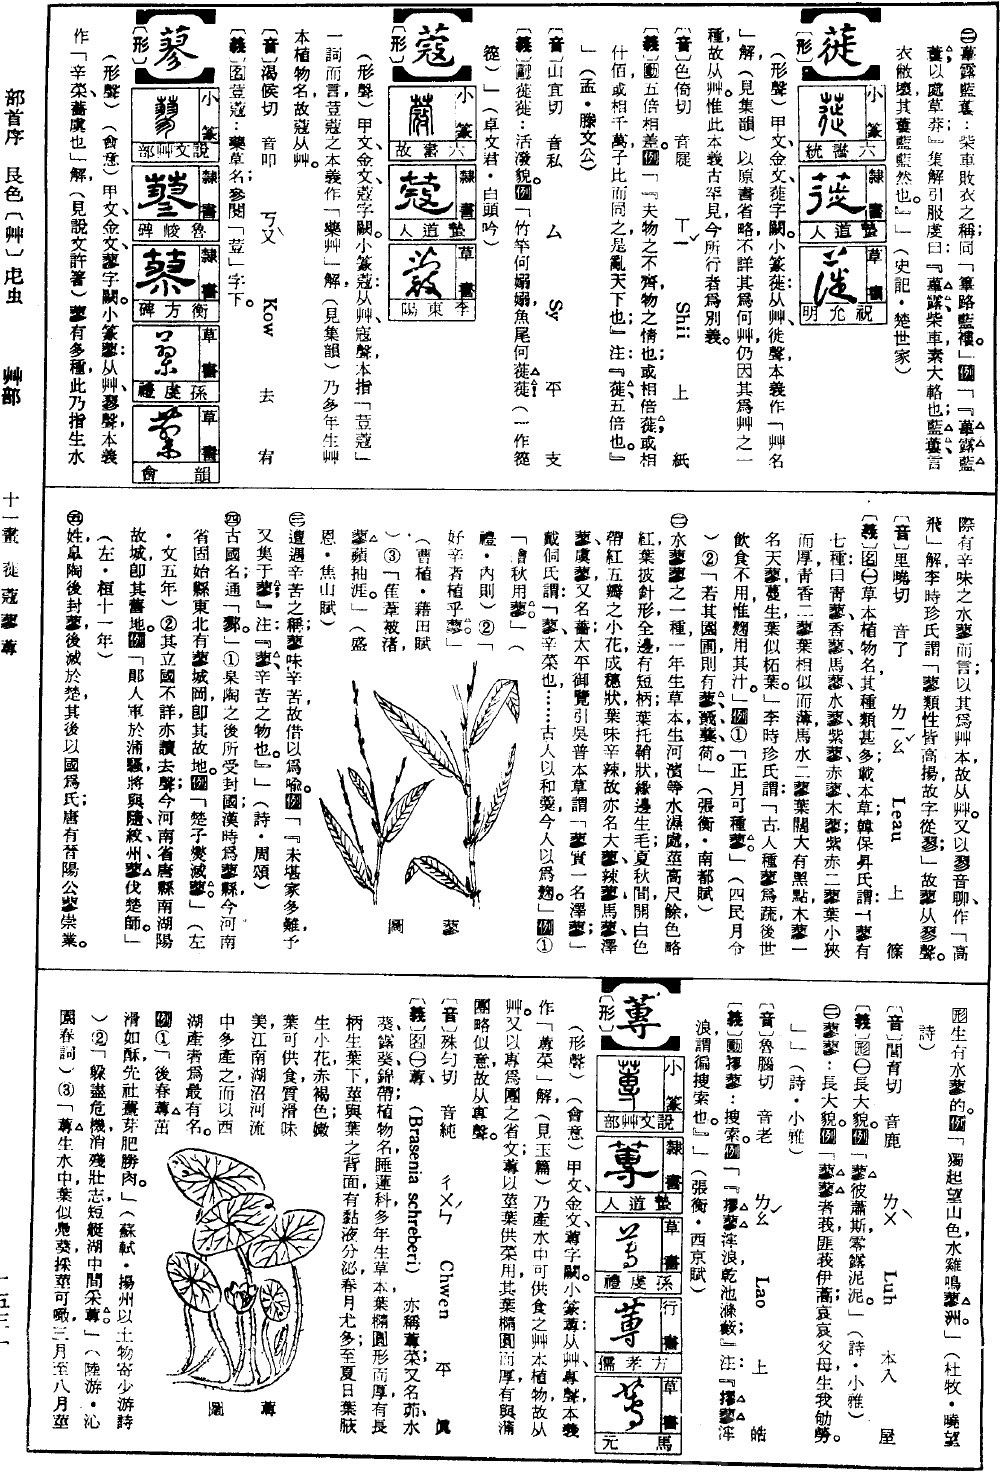 ㊂蓽露藍蔞：柴車敗衣之稱，同「篳路藍褸。」例「『蓽露藍
蔞以處草莽。』集解引服虔曰：『蓽露，柴車，素大輅也；藍蔞，言
衣敝壞，其蔞藍藍然也。』」（史記·楚世家）
蓰
〔形〕
小篆 六書統
隸書 蟄道人
草書 祝允明
（形聲）甲文、金文、蓰字闕。小篆蓰：从艸，徙聲，本義作「艸名
」解，（見集韻）以原書省略不詳其爲何艸，仍因其爲艸之一
種，故从艸。惟此本義古罕見，今所行者爲別義。
〔音〕色倚切 音屣 ㄒㄧˇ Shii 上 紙
〔義〕動五倍相差。例「『夫物之不齊，物之情也；或相倍蓰，或相
什佰，或相千萬，子比而同之，是亂天下也。』注：『蓰，五倍也。』
」（孟·滕文公）
〔音〕山宜切 音私 ㄙ Sy 平 支
〔義〕副蓰蓰：活潑貌。例「竹竿何嫋嫋，魚尾何蓰蓰（一作簁
簁）」（卓文君·白頭吟）
蔻
〔形〕
小篆 六書故
隸書 蟄道人
草書 李東陽
（形聲）甲文、金文、蔻字闕。小篆蔻：从艸，寇聲，本指「荳蔻」
一詞而言，荳蔻之本義作「藥艸」解，（見集韻）乃多年生艸
本植物名，故蔻从艸。
〔音〕渴候切 音叩 ㄎㄡˋ Kow 去 宥
〔義〕名荳蔻：藥草名，參閱「荳」字下。
蓼
〔形〕
小篆 說文艸部
隸書 魯峻碑
隸書 衡方碑
草書 孫虔禮
草書 韻會
（形聲）（會意）甲文、金文、蓼字闕。小篆蓼：从艸，翏聲，本義
作「辛菜，薔虞也」解，（見說文許箸）蓼有多種，此乃指生水
際有辛味之水蓼而言；以其爲艸本，故从艸。又以翏音聊，作「高
飛」解，李時珍氏謂「蓼類性皆高揚，故字從翏」，故蓼从翏聲。
〔音〕里曉切 音了 ㄌㄧㄠˇ Leau 上 篠
〔義〕名㊀草本植物名，其種類甚多，載本草；韓保昇氏謂「蓼有
七種：曰青蓼、香蓼、馬蓼、水蓼、紫蓼、赤蓼、木蓼；紫赤二蓼，葉小狹
而厚；青香二蓼，葉相似而薄；馬水二蓼，葉闊大，有黑點；木蓼一
名天蓼，蔓生，葉似柘葉。」李時珍氏謂：「古人種蓼爲蔬，後世
飲食不用，惟麴用其汁。」例①「正月可種蓼。」（四民月令
）②「若其園圃，則有蓼蕺蘘荷。」（張衡·南都賦）
㊁水蓼：蓼之一種，一年生草本，生河濱等水濕處，莖高尺餘，色略
紅，葉披針形，全邊，有短柄；葉托鞘狀，緣邊生毛，夏秋間開白色
帶紅五瓣之小花，成穗狀，葉味辛辣，故亦名大蓼、辣蓼、馬蓼、澤
蓼、虞蓼，又名薔，太平御覽引吳普本草謂：「蓼實一名澤蓼；」
戴侗氏謂：「蓼，辛菜也……古人以和羹，今人以爲麴。」例①
「膾，秋用蓼。」（
禮·內則）②「
好辛者植乎蓼。」
（曹植·藉田賦
）③「萑葦被渚，
蓼蘋抽涯。」（盛
恩·焦山賦）
蓼圖
㊂遭遇辛苦之稱，蓼味辛苦，故借以爲喻。例「『未堪家多難，予
又集于蓼。』注：『蓼，辛苦之物也。』」（詩·周頌）
㊃古國名，通「鄝。」①臯陶之後所受封國，漢時爲蓼縣，今河南
省固始縣東北有蓼城岡，卽其故地。例「楚子燮滅蓼。」（左
·文五年）②其立國不詳，亦讀去聲，今河南省唐縣南湖陽
故城，卽其舊地。例「鄖人軍於蒲騷，將與隨、絞、州、蓼伐楚師。」
（左·桓十一年）
㊄姓，臯陶後封蓼，後滅於楚，其後以國爲氏；唐有晉陽公蓼崇業。
形生有水蓼的。例「獨起望山色，水雞鳴蓼洲。」（杜牧·曉望
詩）
〔音〕閭育切 音鹿 ㄌㄨˋ Luh 本入 屋
〔義〕形㊀長大貌。例「蓼彼蕭斯，零露泥泥。」（詩·小雅）
㊁蓼蓼：長大貌。例「蓼蓼者莪，匪莪伊蒿，哀哀父母，生我劬勞。
」（詩·小雅）
〔音〕魯腦切 音老 ㄌㄠˇ Lao 上 皓
〔義〕動摎蓼：搜索。例「『摎蓼浶浪，乾池滌藪。』注：『摎蓼浶
浪，謂徧搜索也。』」（張衡·西京賦）
蓴
〔形〕
小篆 說文艸部
隸書 蟄道人
草書 孫虔禮
行書 方孝儒
草書 馬元
（形聲）（會意）甲文、金文、蓴字闕。小篆蓴：从艸，專聲，本義
作「蓴菜」解，（見玉篇）乃產水中可供食之艸本植物，故从
艸。又以專爲團之省文，蓴以莖葉供菜用，其葉橢圓而厚，有與蒲
團略似意，故从專聲。
〔音〕殊勻切 音純 ㄔㄨㄣˊ Chwen 平 眞
〔義〕名㊀蓴 (Brasenia schreberi) 亦稱蓴菜，又名茆、水
葵、露葵、錦帶，植物名，睡蓮科，多年生草本，葉橢圓形而厚，有長
柄，生葉下，莖與葉之背面有黏液分泌，春月尤多；至夏日，葉腋
生小花，赤褐色，嫩
葉可供食，質滑味
美，江南湖沼河流
中多產之，而以西
湖產者爲最有名。
例①「後春蓴茁
滑如酥，先社薑芽肥勝肉。」（蘇軾·揚州以土物寄少游詩
）②「躱盡危機，消殘壯志，短艇湖中閒采蓴。」（陸游·沁
園春詞）③「蓴生水中，葉似鳧葵，採莖可噉，三月至八月，莖
蓴圖
部首序 艮色〔艸〕虍虫 艸部 十一畫 蓰蔻蓼蓴 一五三一